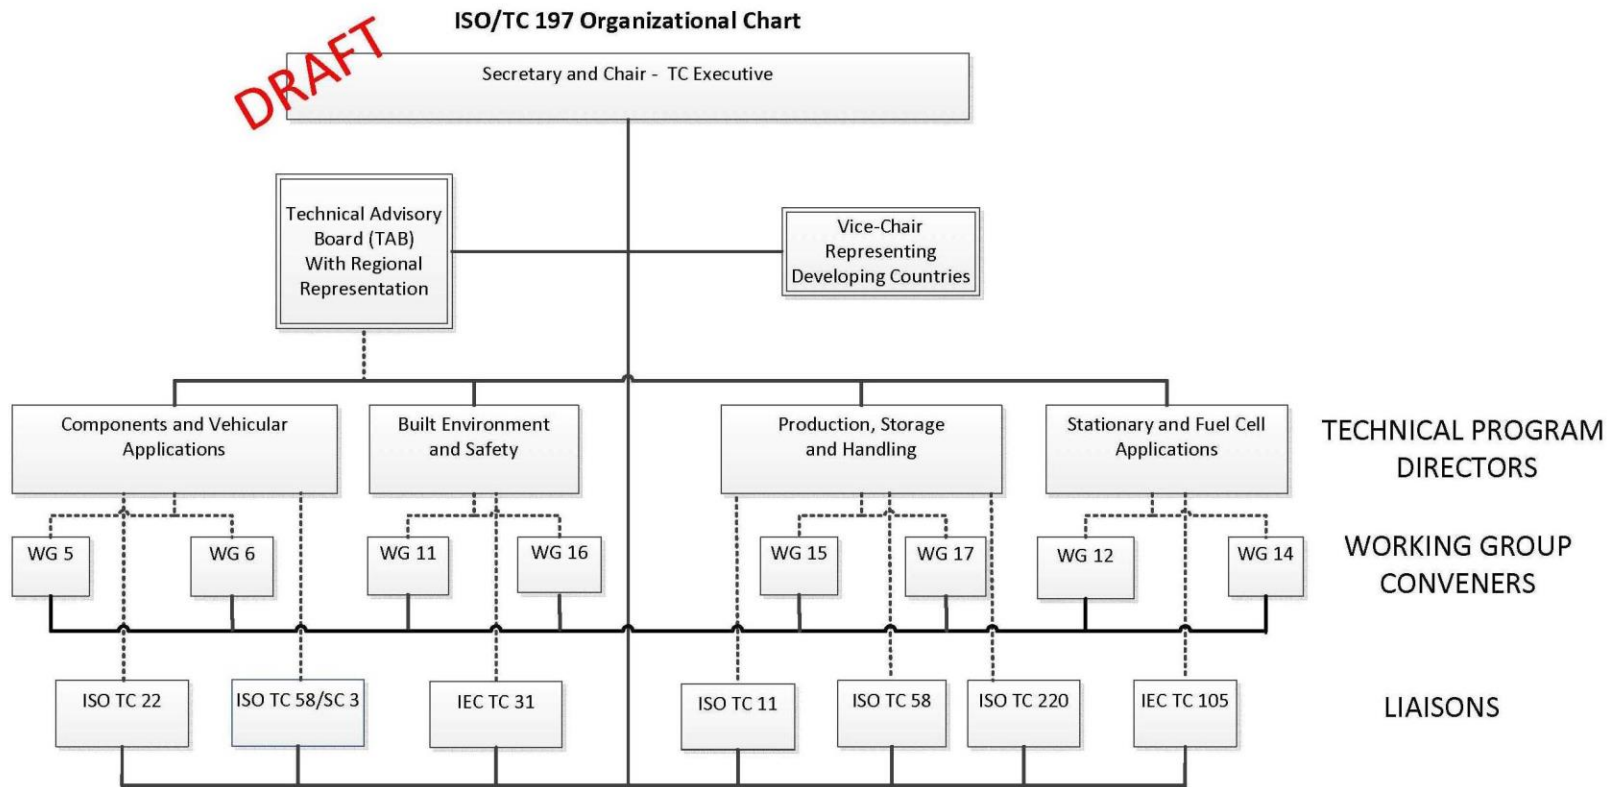 ISO/TC 197 Organizational Chart
DRAFT
Secretary and Chair - TC Executive
Technical Advisory
Board (TAB)
With Regional
Representation
Vice-Chair
Representing
Developing Countries
Components and Vehicular
Applications
Built Environment
and Safety
Production, Storage
and Handling
Stationary and Fuel Cell
Applications
TECHNICAL PROGRAM
DIRECTORS
WG 5
WG 6
WG 11
WG 16
WG 15
WG 17
WG 12
WG 14
WORKING GROUP
CONVENERS
ISO TC 22
ISO TC 58/SC 3
IEC TC 31
ISO TC 11
ISO TC 58
ISO TC 220
IEC TC 105
LIAISONS